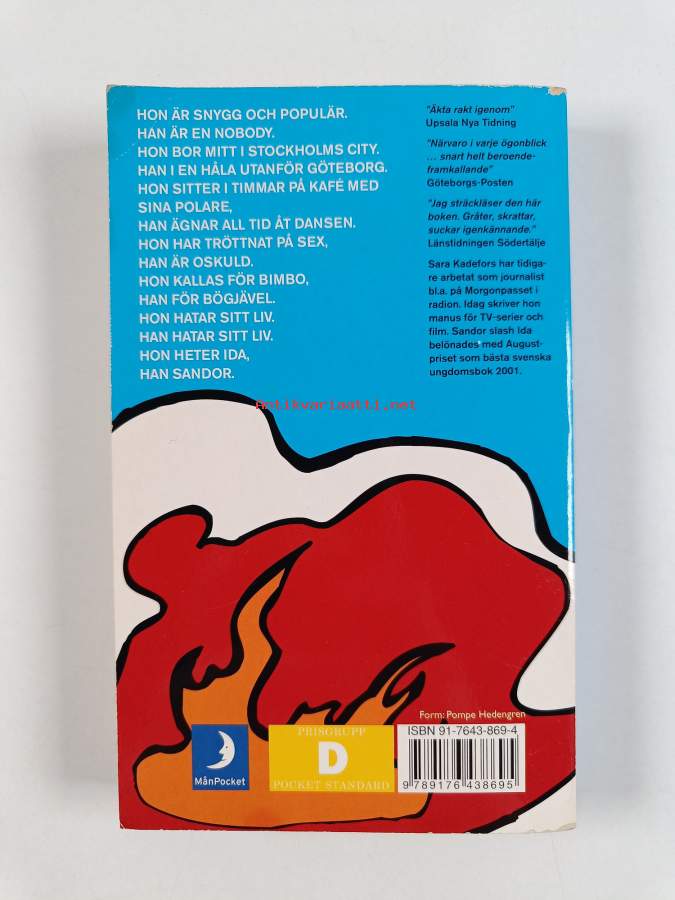 HON ÄR SNYGG OCH POPULÄR.
HAN ÄR EN NOBODY.
HON BOR MITT I STOCKHOLMS CITY.
HAN I EN HÅLA UTANFÖR GÖTEBORG.
HON SITTER I TIMMAR PÅ KAFÉ MED
SINA POLARE,
HAN ÄGNAR ALL TID ÅT DANSEN.
HON HAR TRÖTTNAT PÅ SEX,
HAN ÄR OSKULD.
HON KALLAS FÖR BIMBO,
HAN FÖR BÖGJÄVEL.
HON HATAR SITT LIV.
HAN HATAR SITT LIV.
HON HETER IDA,
HAN SANDOR.
"Äkta rakt igenom"
Upsala Nya Tidning
"Närvaro i varje ögonblick
... snart helt beroende-
framkallande"
Göteborgs-Posten
"Jag sträckläser den här
boken. Gråter, skrattar,
suckar igenkännande."
Länstidningen Södertälje
Sara Kadefors har tidiga-
re arbetat som journalist
bl.a. på Morgonpasset i
radion. Idag skriver hon
manus för TV-serier och
film. Sandor slash Ida
belönades med August-
priset som bästa svenska
ungdomsbok 2001.
Antikvariaatti.net
Form: Pompe Hedengren
MånPocket
PRISGRUPP
D
POCKET STANDARD
ISBN 91-7643-869-4
9 789176 438695